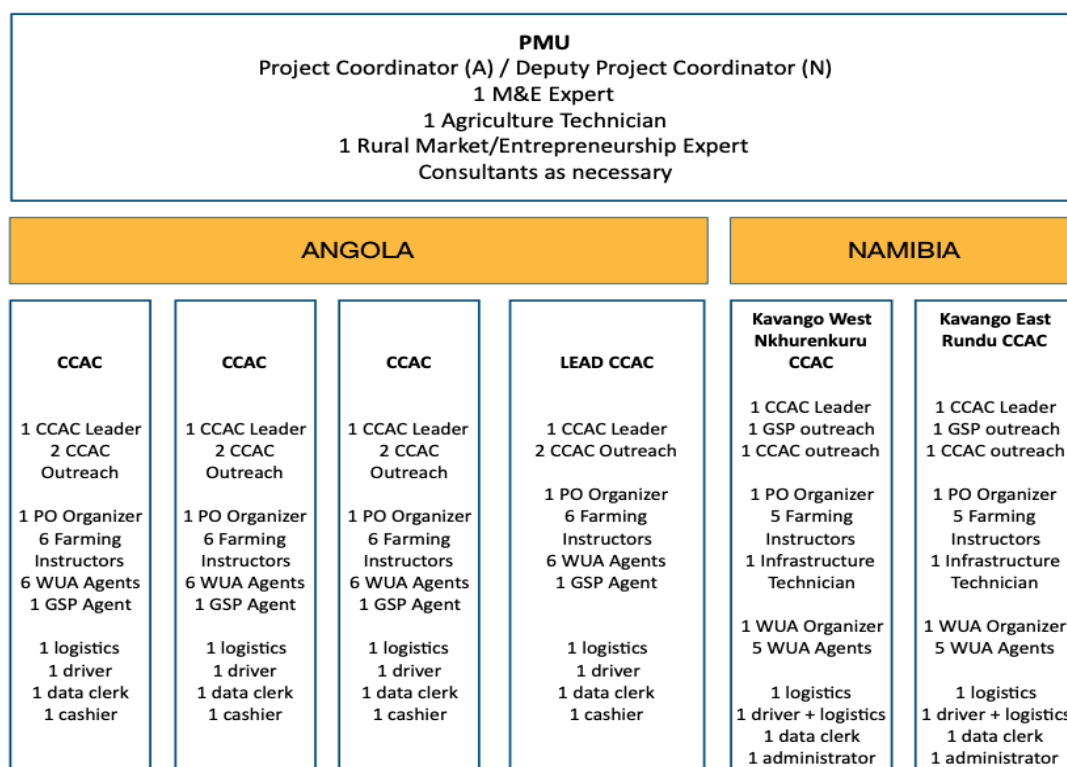 PMU
Project Coordinator (A) / Deputy Project Coordinator (N)
1 M&E Expert
1 Agriculture Technician
1 Rural Market/Entrepreneurship Expert
Consultants as necessary
ANGOLA
NAMIBIA
CCAC
1 CCAC Leader
2 CCAC
Outreach
1 PO Organizer
6 Farming
Instructors
6 WUA Agents
1 GSP Agent
1 logistics
1 driver
1 data clerk
1 cashier
CCAC
1 CCAC Leader
2 CCAC
Outreach
1 PO Organizer
6 Farming
Instructors
6 WUA Agents
1 GSP Agent
1 logistics
1 driver
1 data clerk
1 cashier
CCAC
1 CCAC Leader
2 CCAC
Outreach
1 PO Organizer
6 Farming
Instructors
6 WUA Agents
1 GSP Agent
1 logistics
1 driver
1 data clerk
1 cashier
LEAD CCAC
1 CCAC Leader
2 CCAC Outreach
1 PO Organizer
6 Farming
Instructors
6 WUA Agents
1 GSP Agent
1 logistics
1 driver
1 data clerk
1 cashier
Kavango West
Nkhurenkuru
CCAC
1 CCAC Leader
1 GSP outreach
1 CCAC outreach
1 PO Organizer
5 Farming
Instructors
1 Infrastructure
Technician
1 WUA Organizer
5 WUA Agents
1 logistics
1 driver + logistics
1 data clerk
1 administrator
Kavango East
Rundu CCAC
1 CCAC Leader
1 GSP outreach
1 CCAC outreach
1 PO Organizer
5 Farming
Instructors
1 Infrastructure
Technician
1 WUA Organizer
5 WUA Agents
1 logistics
1 driver + logistics
1 data clerk
1 administrator